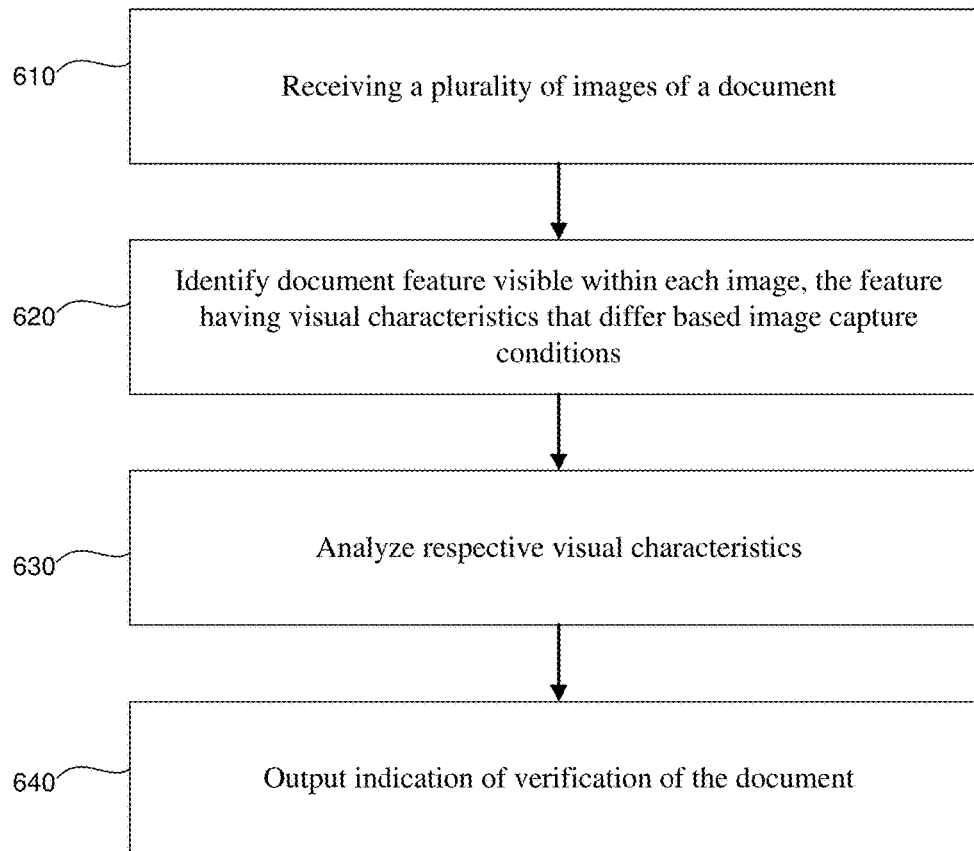 610
Receiving a plurality of images of a document
620
Identify document feature visible within each image, the feature
having visual characteristics that differ based image capture
conditions
630
Analyze respective visual characteristics
640
Output indication of verification of the document